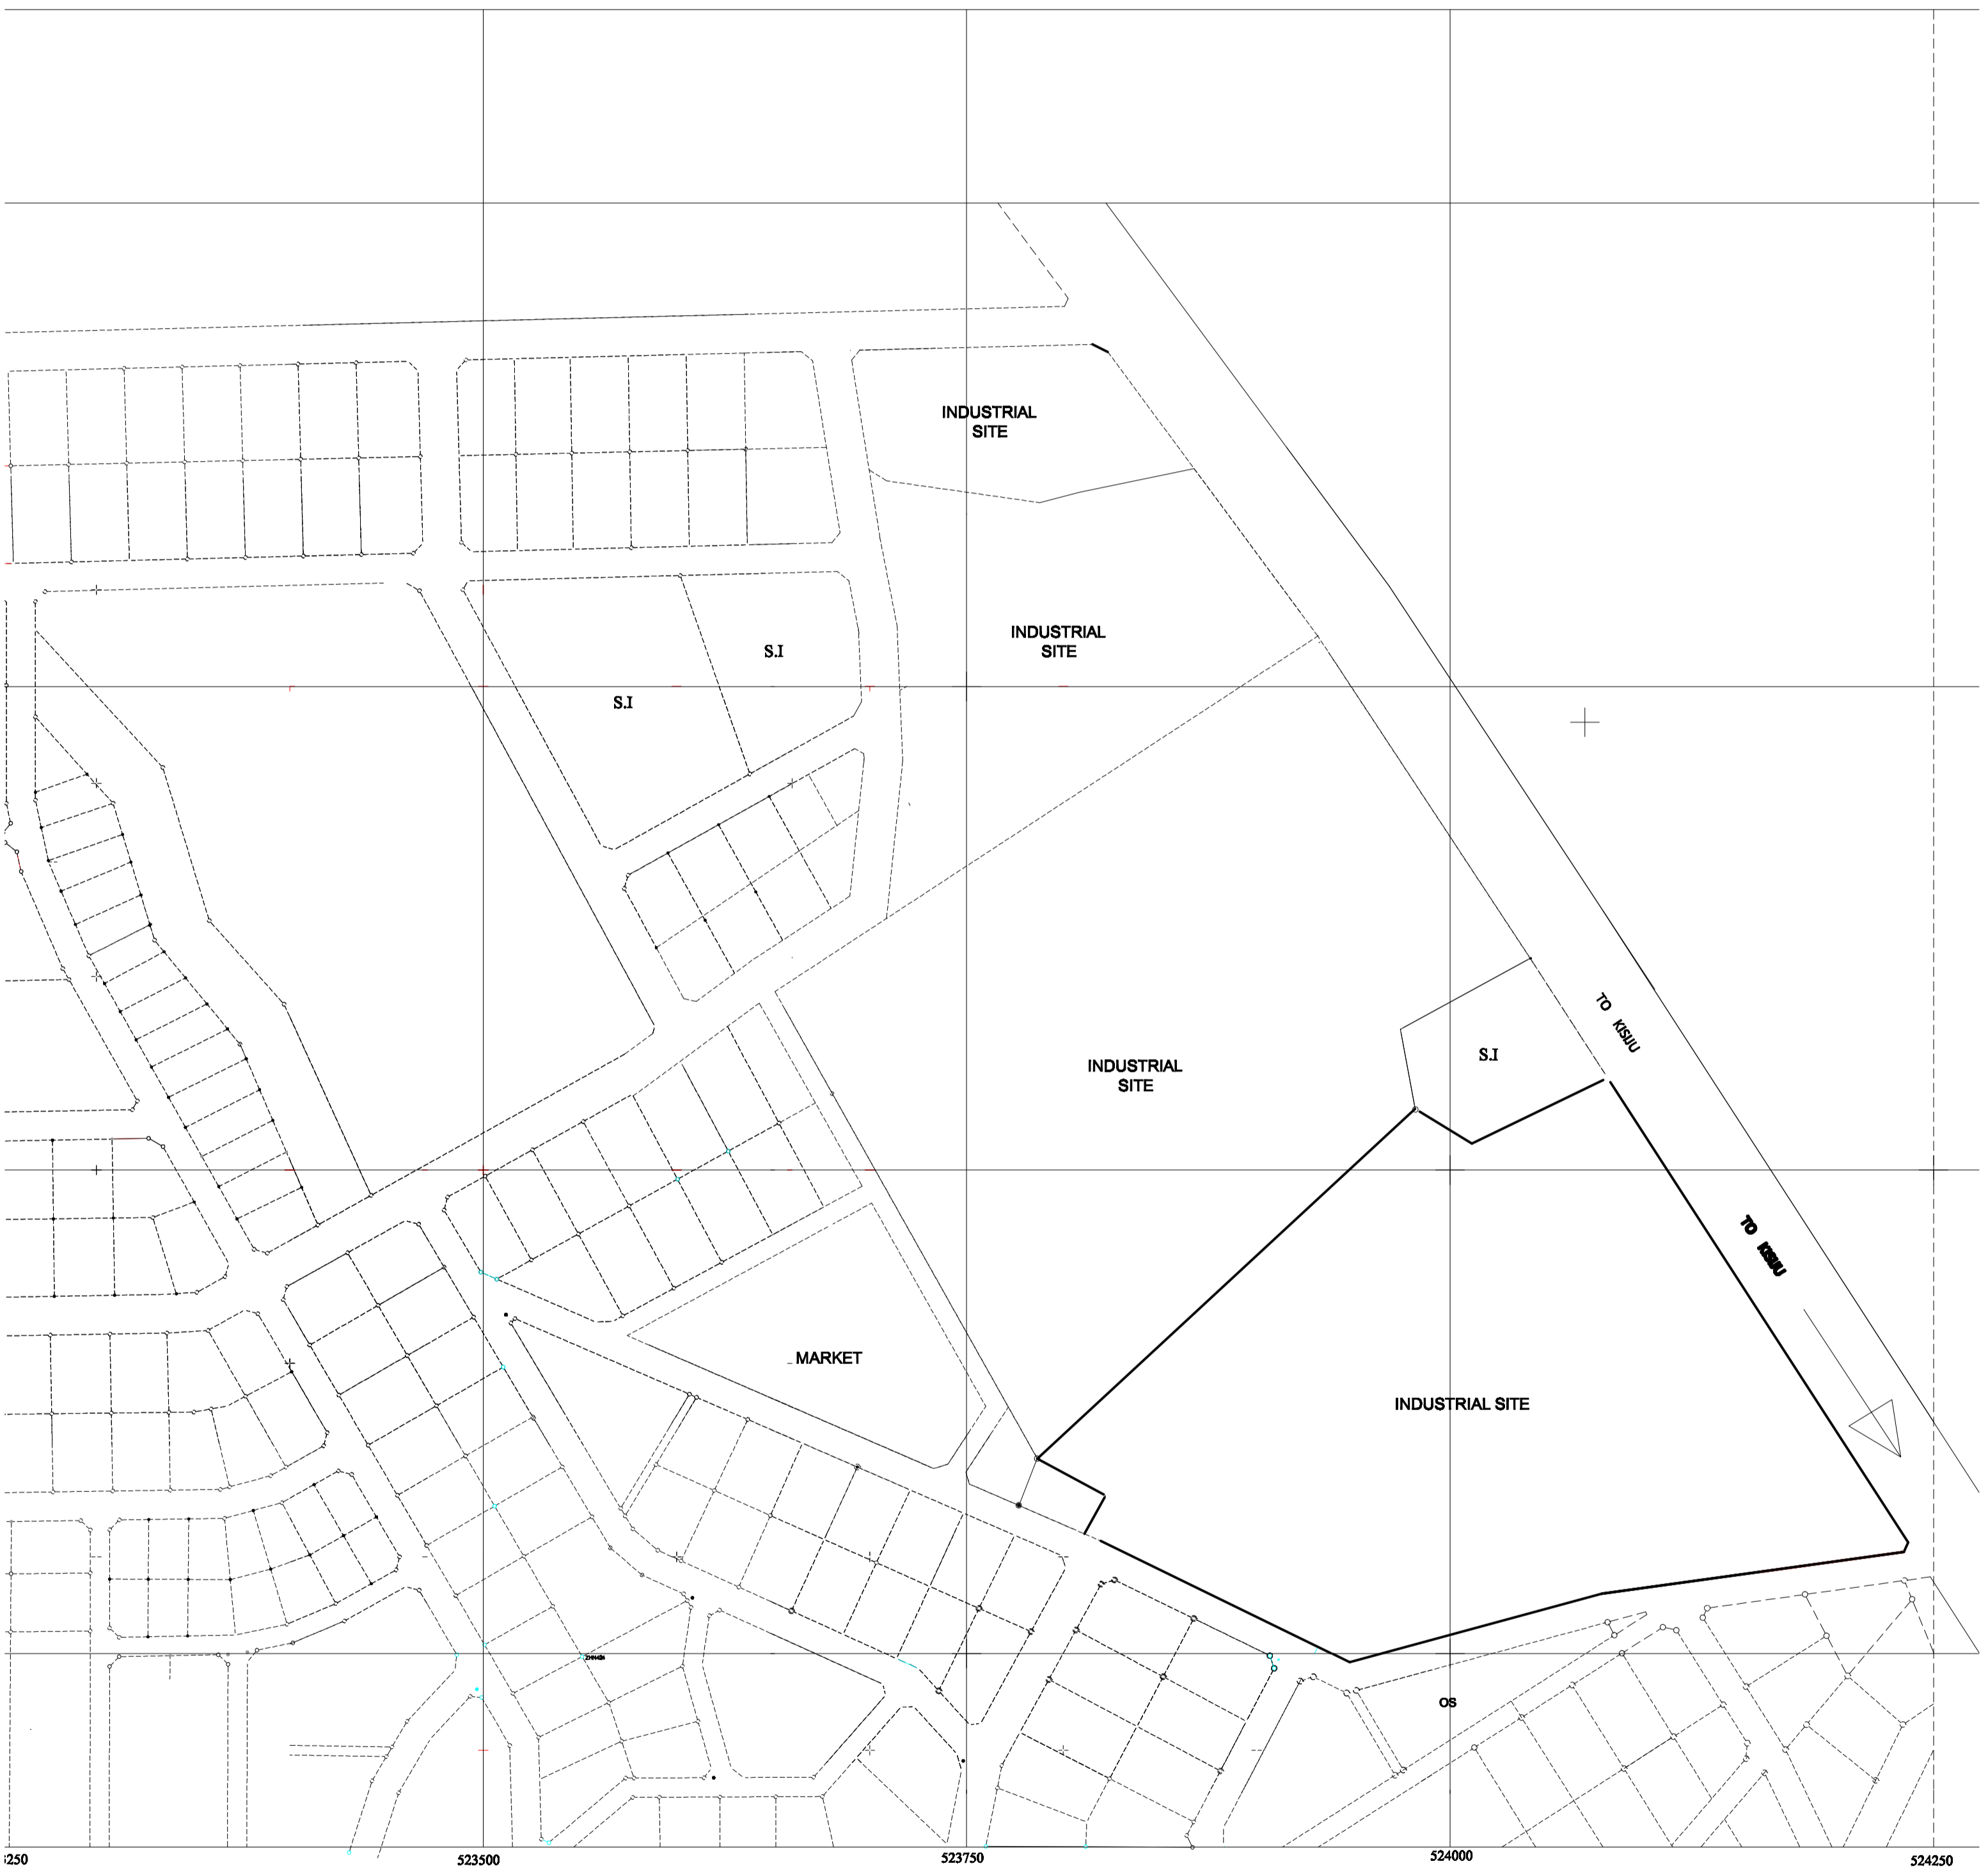 INDUSTRIAL
SITE
INDUSTRIAL
SITE
S.I
S.I
TO KISIJU
INDUSTRIAL
SITE
S.I
TO KISIJU
MARKET
INDUSTRIAL SITE
OS
523500
523750
524000
524250